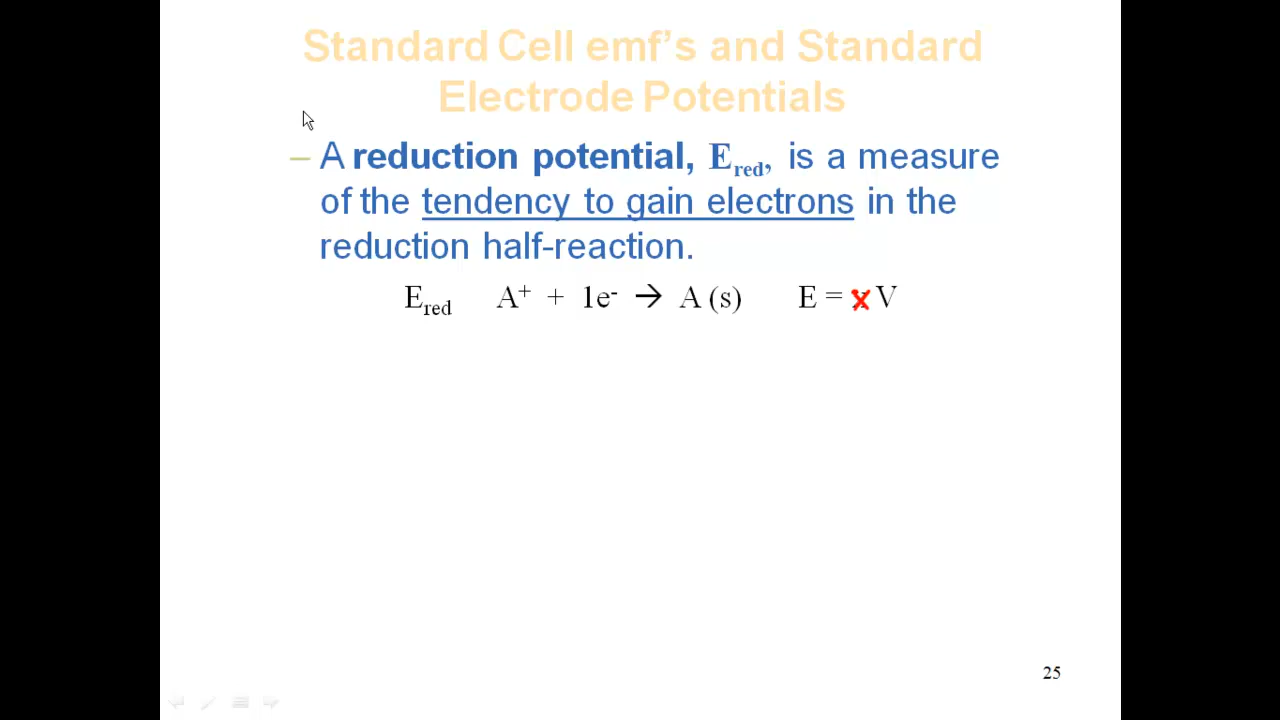 Standard Cell emf’s and Standard
Electrode Potentials
– A reduction potential, Ered, is a measure
of the tendency to gain electrons in the
reduction half-reaction.
Ered A⁺ + 1e⁻ → A (s) E = x V
25